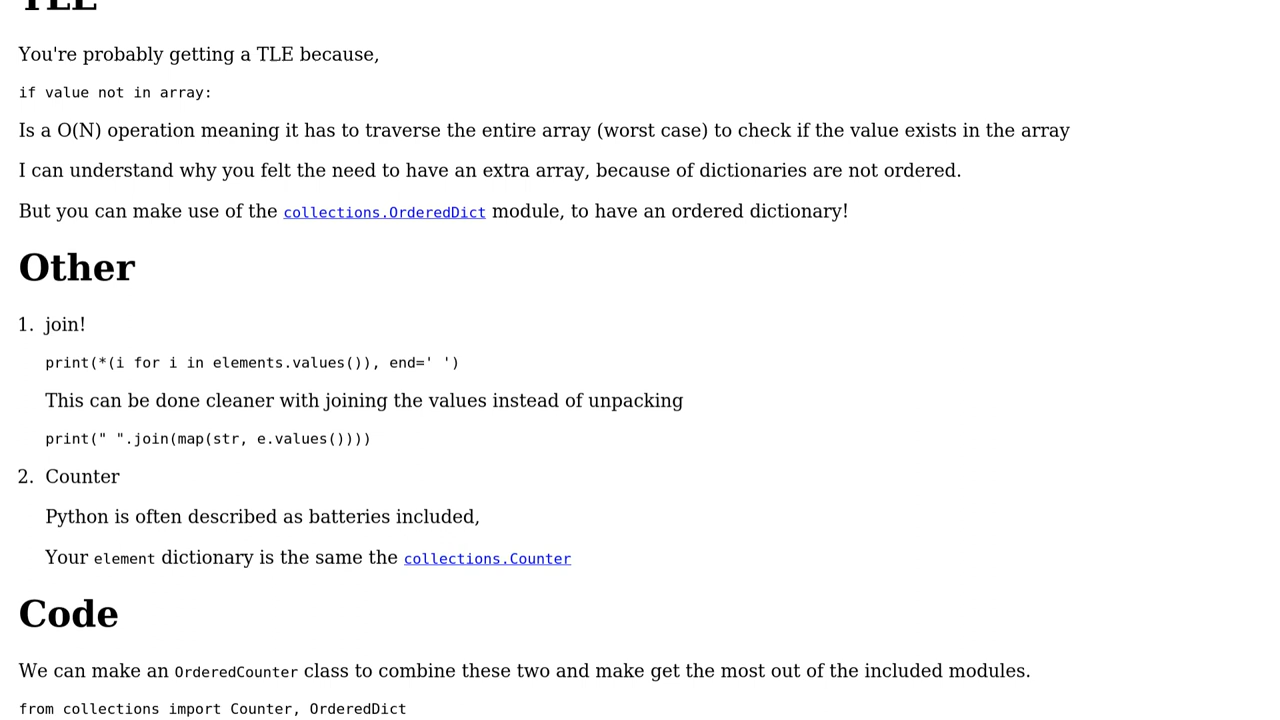 TLE
You're probably getting a TLE because,
if value not in array:
Is a O(N) operation meaning it has to traverse the entire array (worst case) to check if the value exists in the array
I can understand why you felt the need to have an extra array, because of dictionaries are not ordered.
But you can make use of the collections.OrderedDict module, to have an ordered dictionary!
Other
1. join!
print(*(i for i in elements.values()), end=' ')
This can be done cleaner with joining the values instead of unpacking
print(" ".join(map(str, e.values())))
2. Counter
Python is often described as batteries included,
Your element dictionary is the same the collections.Counter
Code
We can make an OrderedCounter class to combine these two and make get the most out of the included modules.
from collections import Counter, OrderedDict